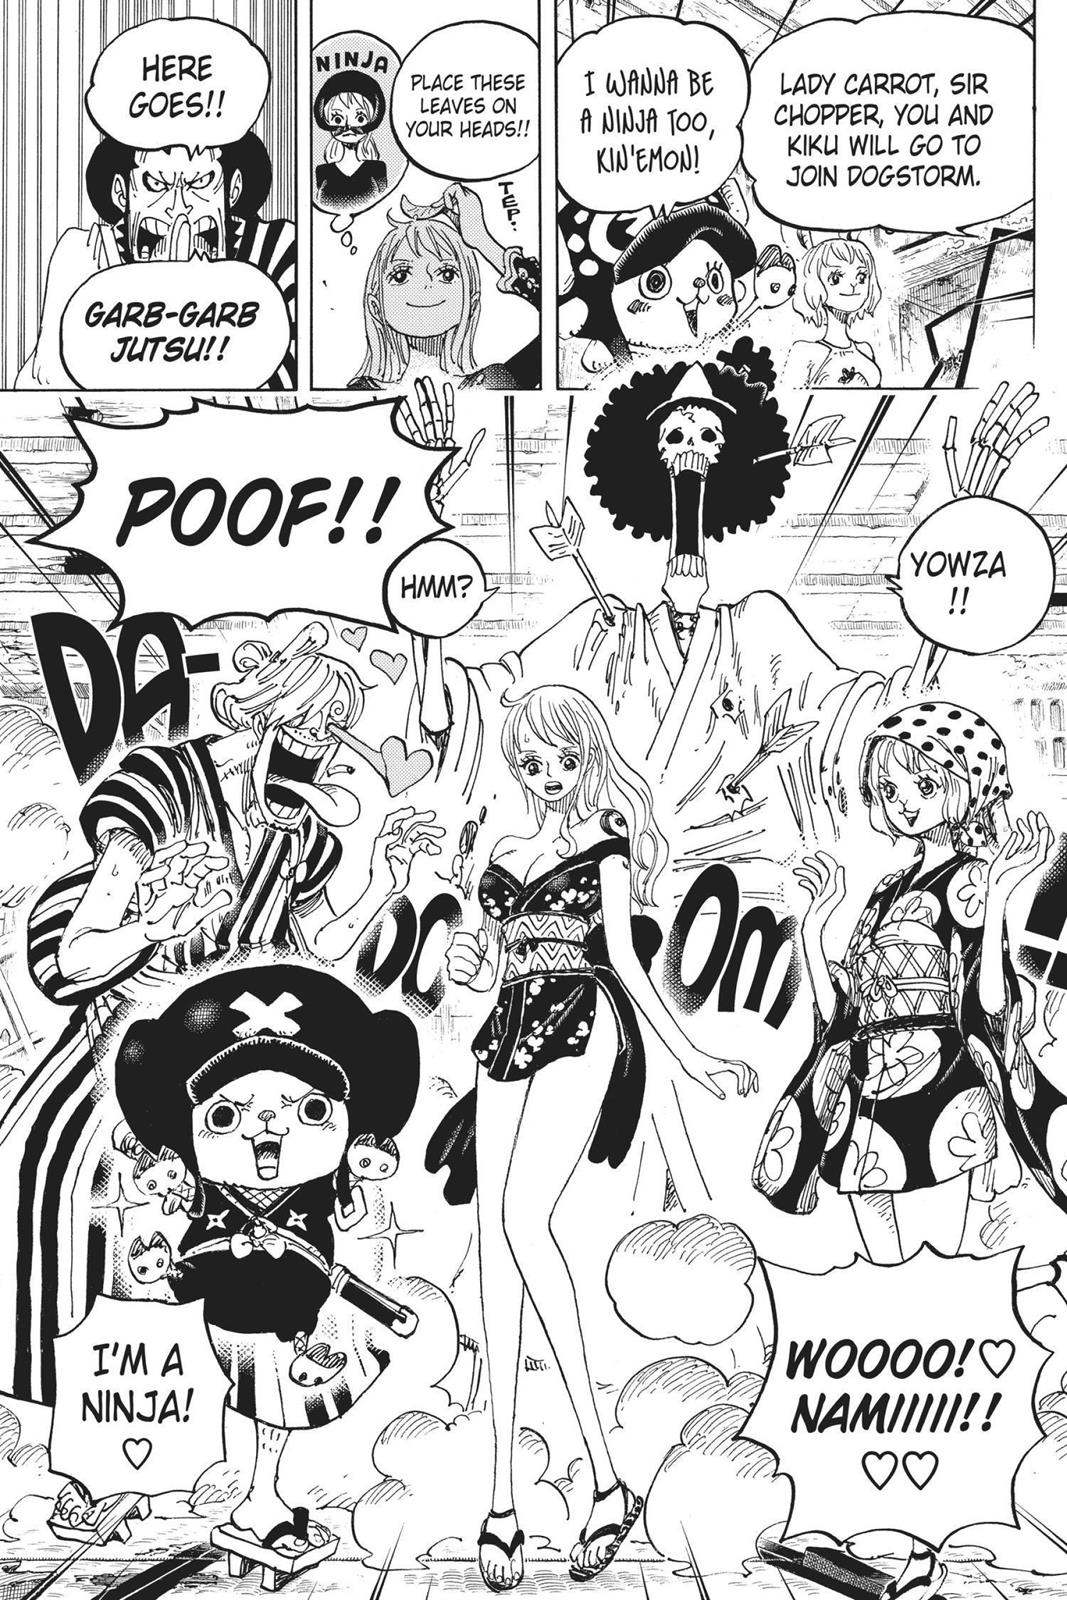 LADY CARROT, SIR
CHOPPER, YOU AND
KIKU WILL GO TO
JOIN DOGSTORM.
I WANNA BE
A NINJA TOO,
KIN'EMON!
PLACE THESE
LEAVES ON
YOUR HEADS!!
TEP.
NINJA
HERE
GOES!!
GARB-GARB
JUTSU!!
POOF!!
YOWZA
!!
HMM?
DA-
DOOM!
WOOOO!♡
NAMIIIII!!
♡♡
I'M A
NINJA!
♡